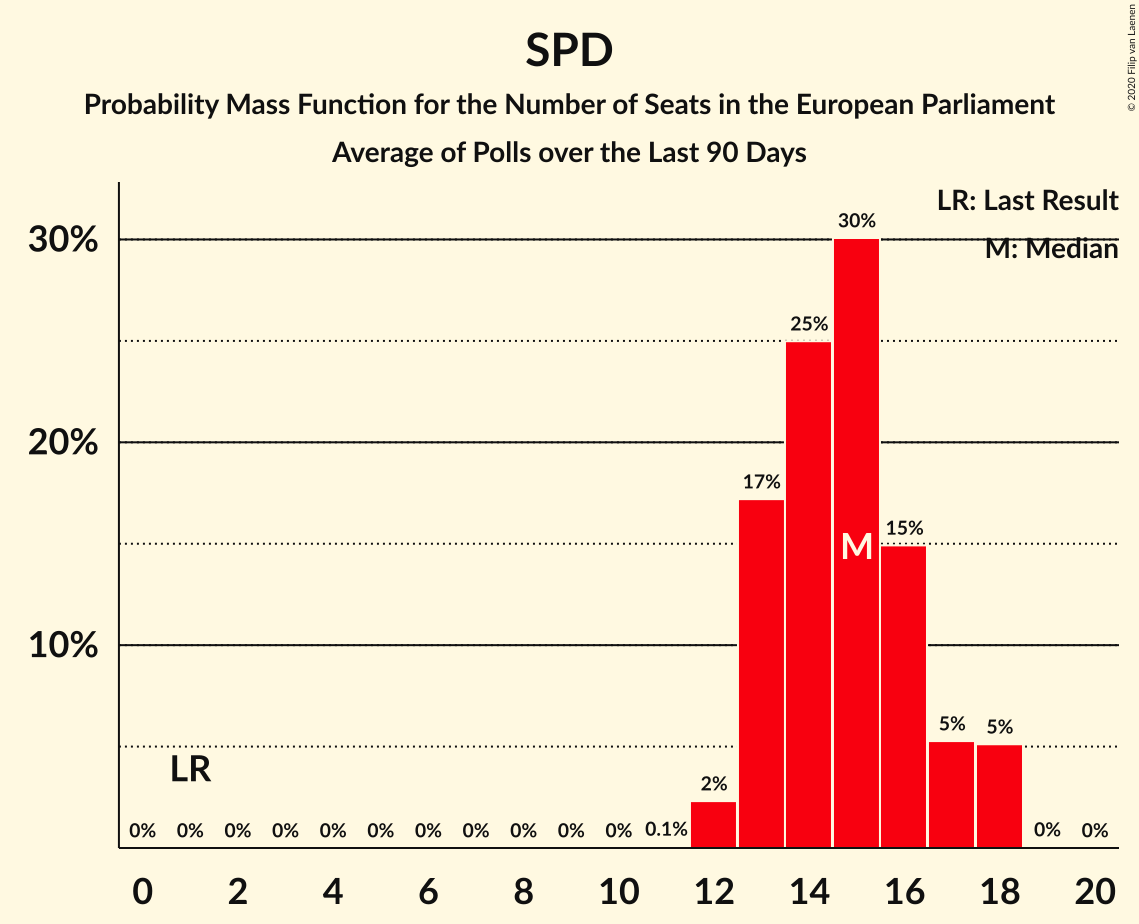 SPD
Probability Mass Function for the Number of Seats in the European Parliament
Average of Polls over the Last 90 Days
© 2020 Filip van Laenen
LR: Last Result
M: Median
30%
20%
10%
30%
25%
17%
M
15%
5%
5%
2%
LR
0%
0%
0%
0%
0%
0%
0%
0%
0%
0%
0%
0.1%
0%
0%
0 2 4 6 8 10 12 14 16 18 20